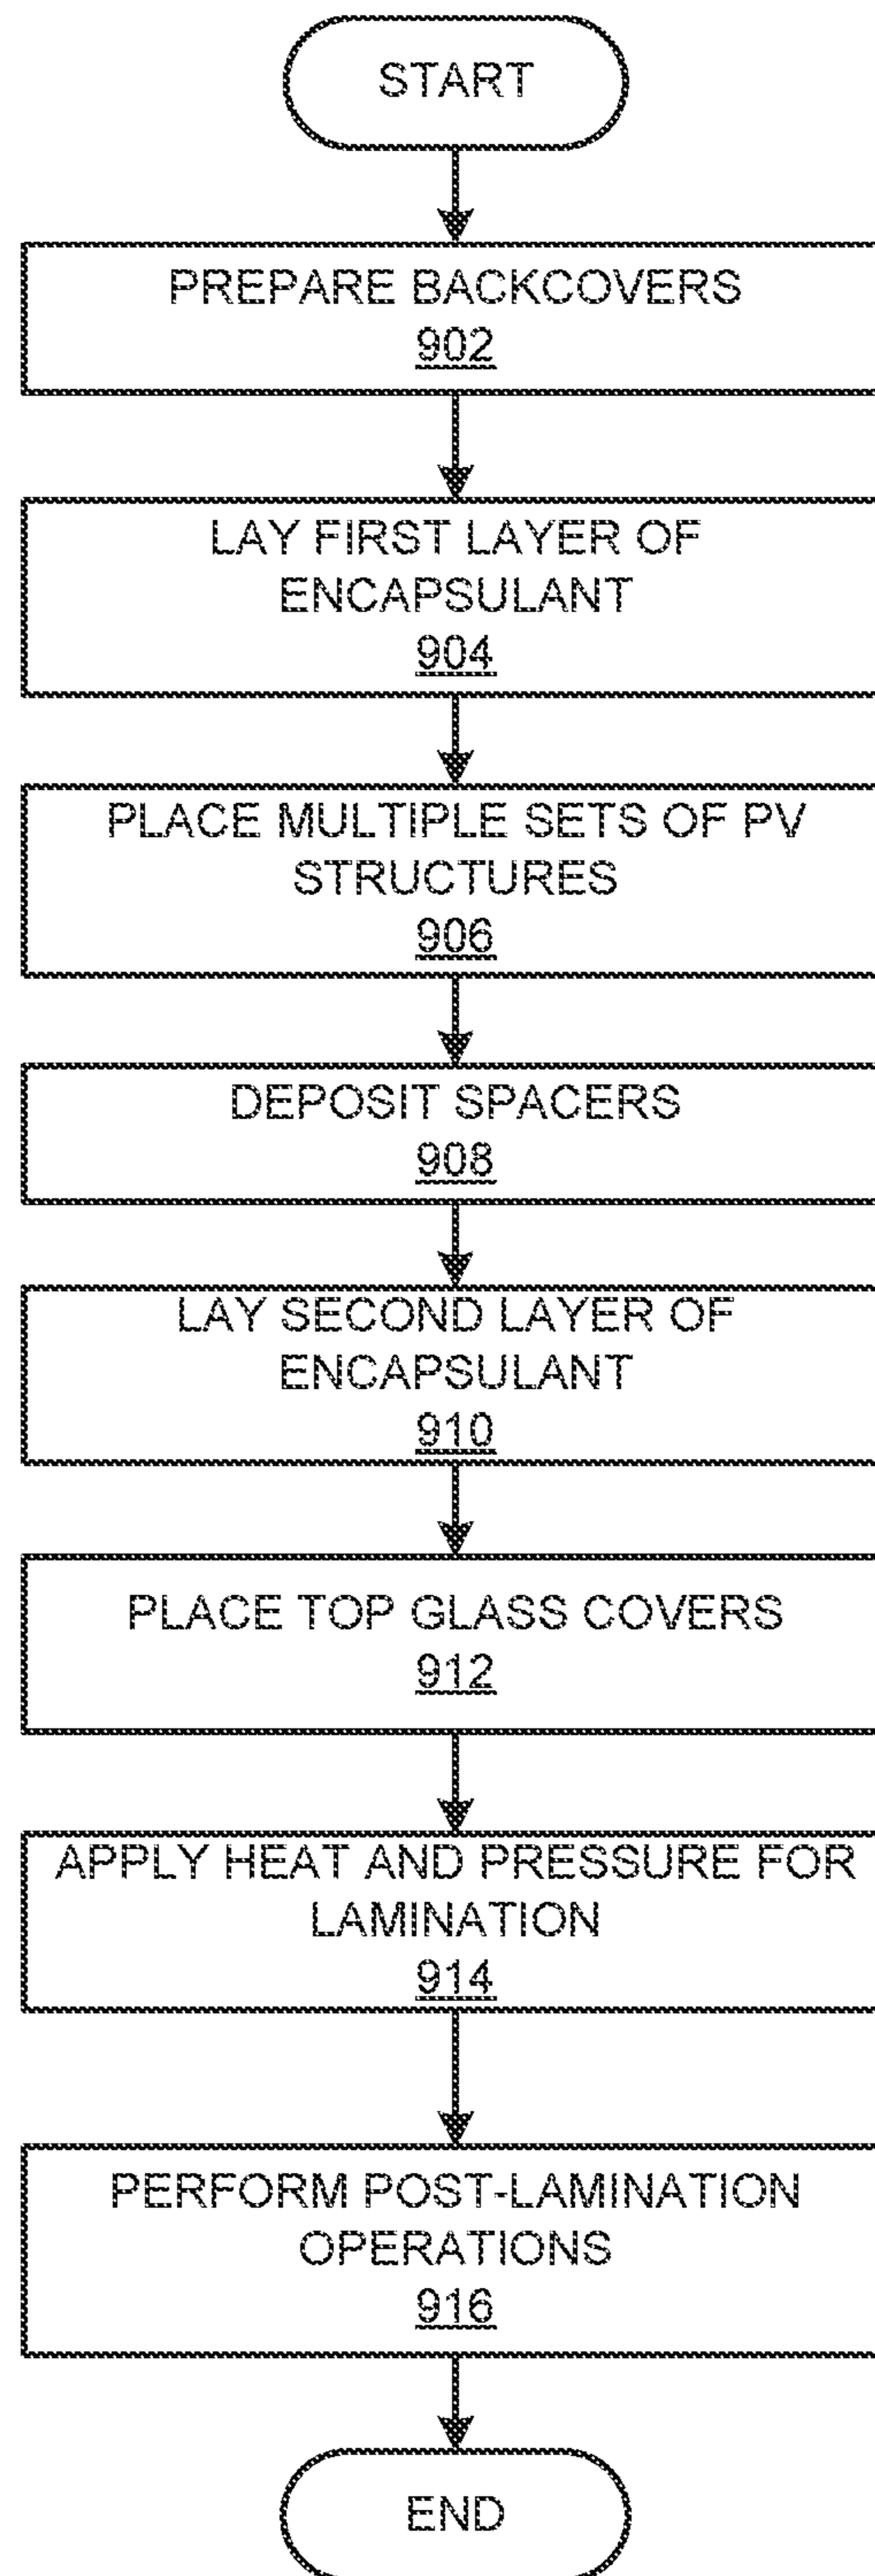 START
PREPARE BACKCOVERS
902
LAY FIRST LAYER OF
ENCAPSULANT
904
PLACE MULTIPLE SETS OF PV
STRUCTURES
906
DEPOSIT SPACERS
908
LAY SECOND LAYER OF
ENCAPSULANT
910
PLACE TOP GLASS COVERS
912
APPLY HEAT AND PRESSURE FOR
LAMINATION
914
PERFORM POST-LAMINATION
OPERATIONS
916
END